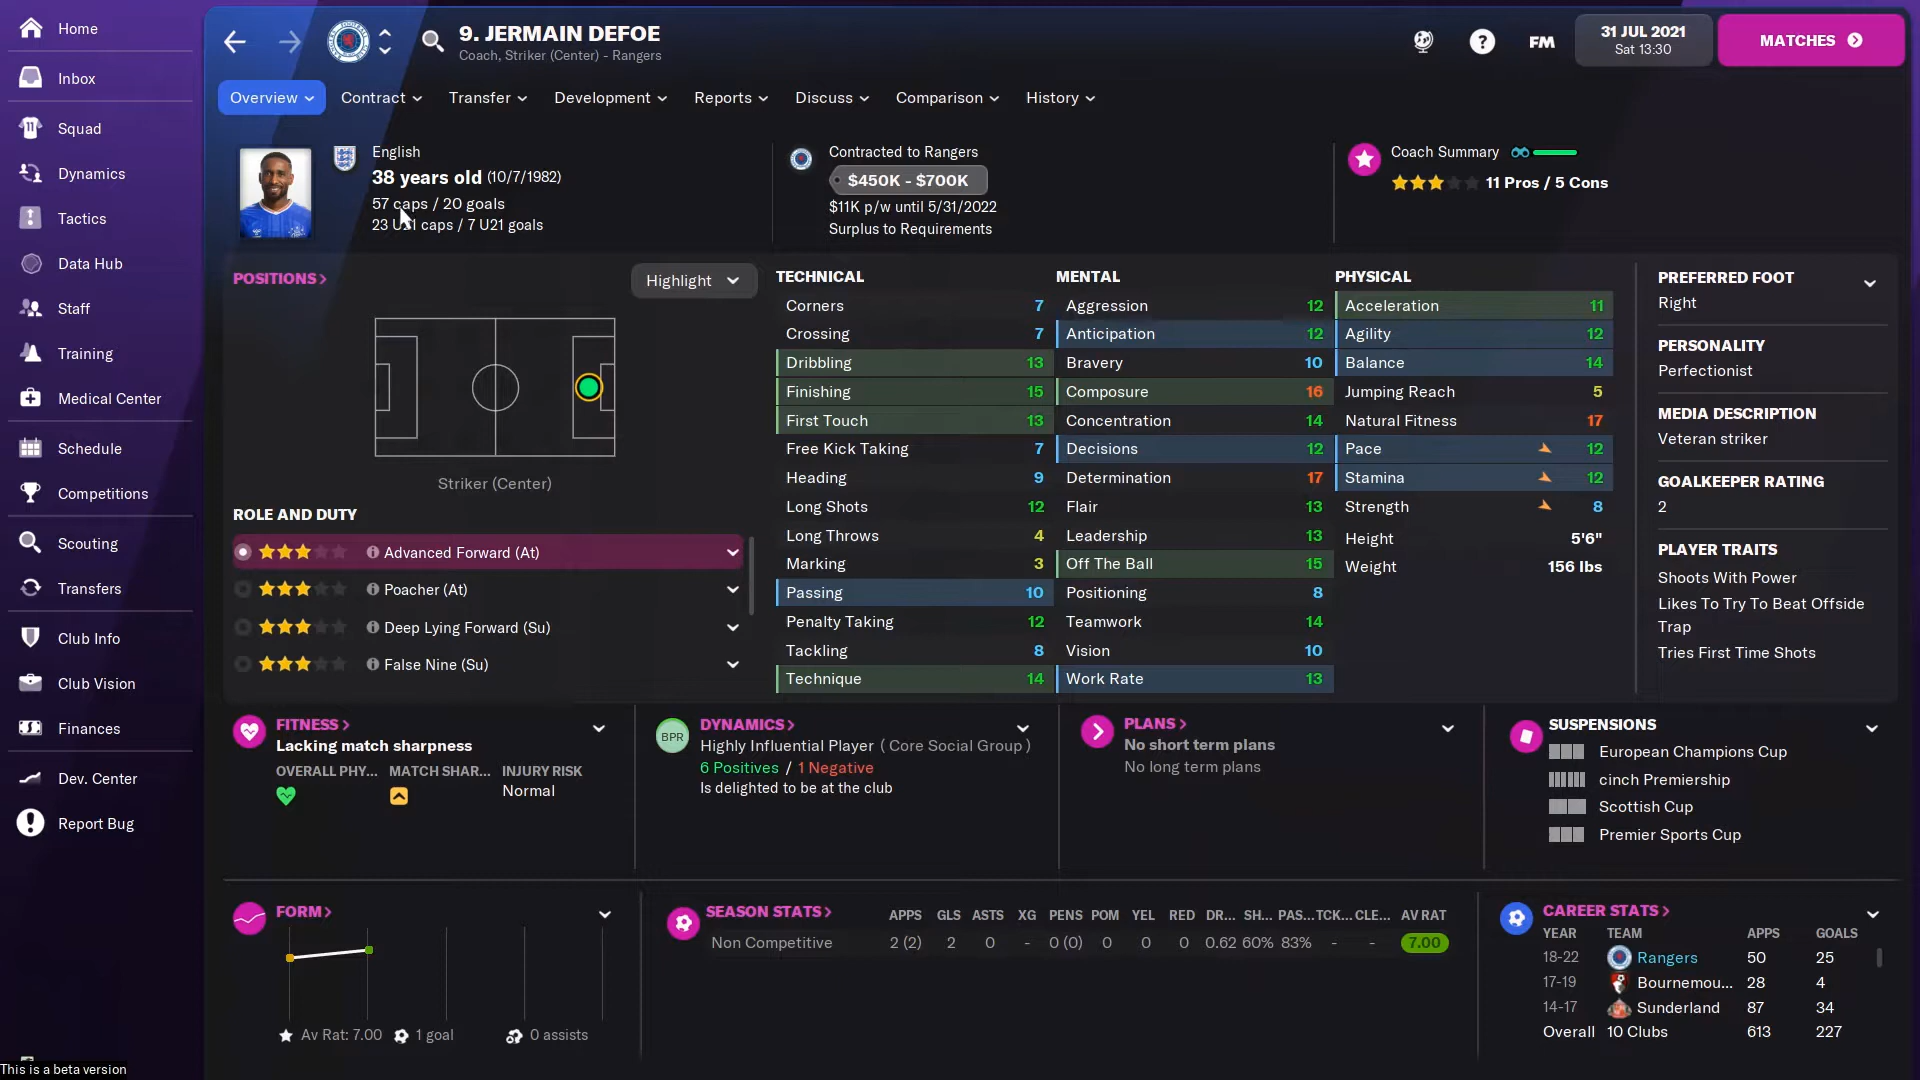 Home
Inbox
Squad
Dynamics
Tactics
Data Hub
Staff
Training
Medical Center
Schedule
Competitions
Scouting
Transfers
Club Info
Club Vision
Finances
Dev. Center
Report Bug
This is a beta version
9. JERMAIN DEFOE
Coach, Striker (Center) - Rangers
FM
31 JUL 2021
Sat 13:30
MATCHES
Overview Contract Transfer Development Reports Discuss Comparison History
English
38 years old (10/7/1982)
57 caps / 20 goals
23 U21 caps / 7 U21 goals
Contracted to Rangers
$450K - $700K
$11K p/w until 5/31/2022
Surplus to Requirements
Coach Summary
11 Pros / 5 Cons
POSITIONS>
Highlight
Striker (Center)
ROLE AND DUTY
Advanced Forward (At)
Poacher (At)
Deep Lying Forward (Su)
False Nine (Su)
TECHNICAL
Corners 7
Crossing 7
Dribbling 13
Finishing 15
First Touch 13
Free Kick Taking 7
Heading 9
Long Shots 12
Long Throws 4
Marking 3
Passing 10
Penalty Taking 12
Tackling 8
Technique 14
MENTAL
Aggression 12
Anticipation 12
Bravery 10
Composure 16
Concentration 14
Decisions 12
Determination 17
Flair 13
Leadership 13
Off The Ball 15
Positioning 8
Teamwork 14
Vision 10
Work Rate 13
PHYSICAL
Acceleration 11
Agility 12
Balance 14
Jumping Reach 5
Natural Fitness 17
Pace 12
Stamina 12
Strength 8
Height 5'6"
Weight 156 lbs
PREFERRED FOOT
Right
PERSONALITY
Perfectionist
MEDIA DESCRIPTION
Veteran striker
GOALKEEPER RATING
2
PLAYER TRAITS
Shoots With Power
Likes To Try To Beat Offside
Trap
Tries First Time Shots
FITNESS>
Lacking match sharpness
OVERALL PHY... MATCH SHAR... INJURY RISK
Normal
BPR
DYNAMICS>
Highly Influential Player ( Core Social Group )
6 Positives / 1 Negative
Is delighted to be at the club
PLANS>
No short term plans
No long term plans
SUSPENSIONS
European Champions Cup
cinch Premiership
Scottish Cup
Premier Sports Cup
FORM>
Av Rat: 7.00 1 goal 0 assists
SEASON STATS> APPS GLS ASTS XG PENS POM YEL RED DR... SH... PAS... TCK... CLE... AV RAT
Non Competitive 2 (2) 2 0 - 0 (0) 0 0 0 0.62 60% 83% - - 7.00
CAREER STATS>
YEAR TEAM APPS GOALS
18-22 Rangers 50 25
17-19 Bournemou... 28 4
14-17 Sunderland 87 34
Overall 10 Clubs 613 227